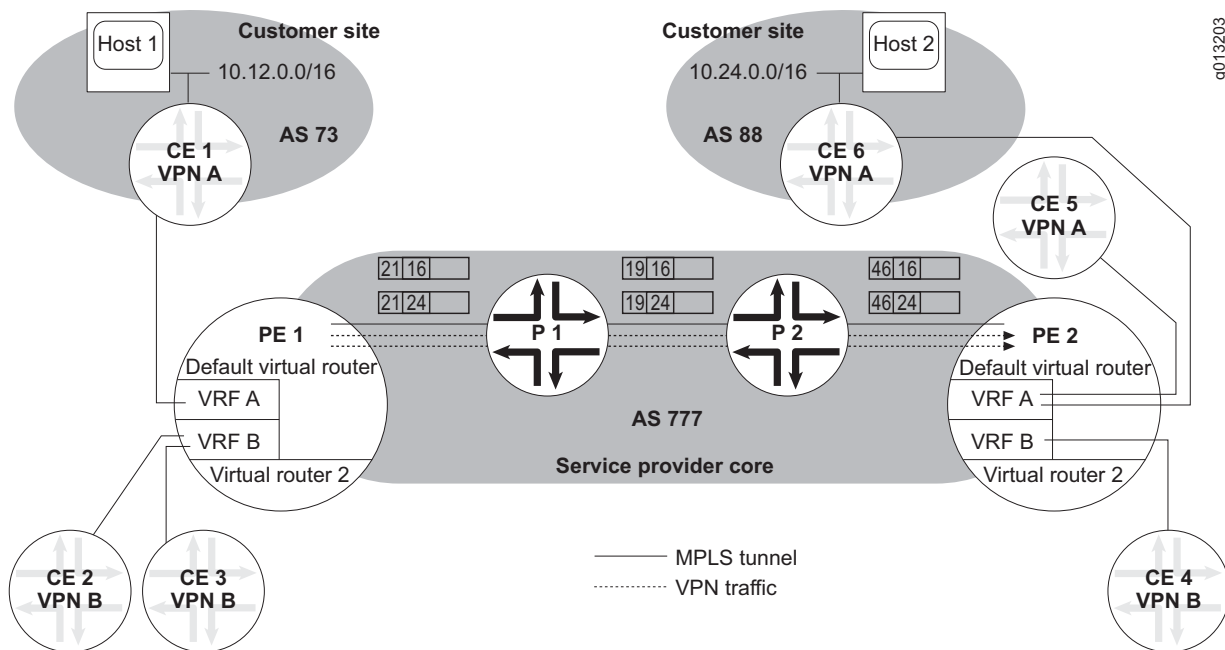 g013203
Host 1
Customer site
Customer site
Host 2
10.12.0.0/16
10.24.0.0/16
AS 73
AS 88
CE 1
VPN A
CE 6
VPN A
CE 5
VPN A
21 16
19 16
46 16
21 24
19 24
46 24
PE 1
P 1
P 2
PE 2
Default virtual router
Default virtual router
VRF A
VRF A
AS 777
VRF B
VRF B
Service provider core
Virtual router 2
Virtual router 2
CE 2
VPN B
CE 3
VPN B
MPLS tunnel
VPN traffic
CE 4
VPN B